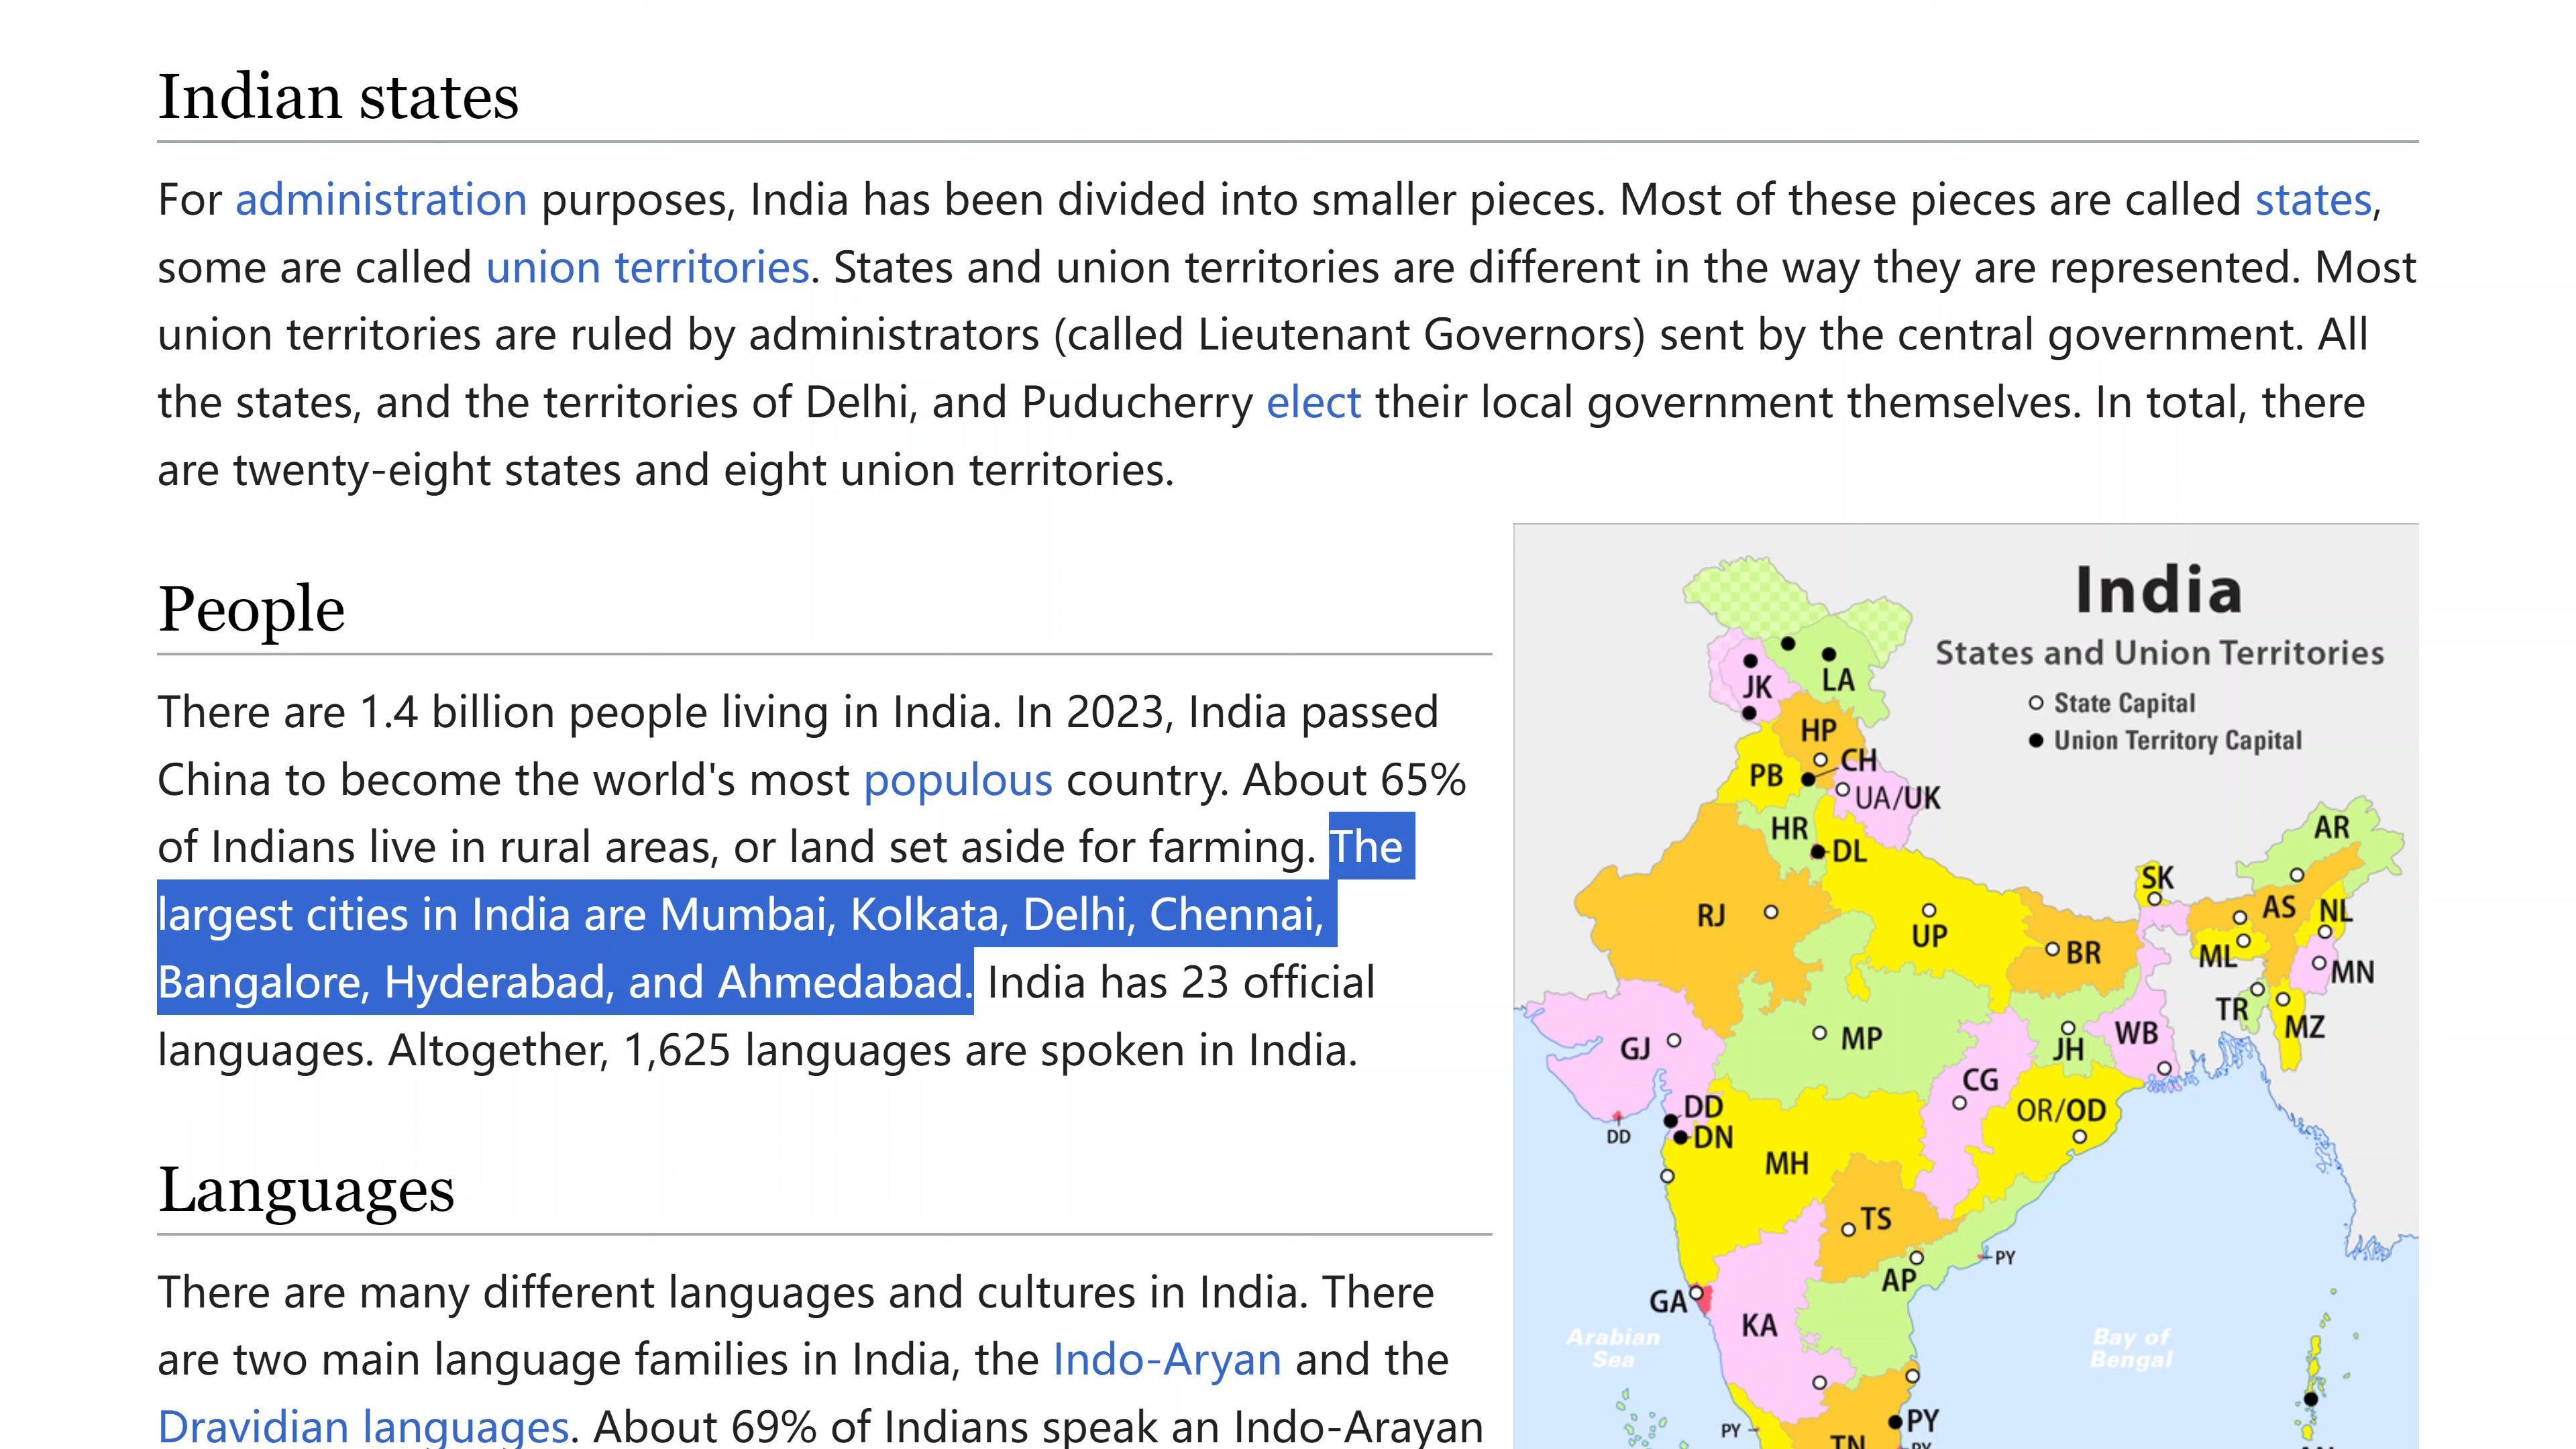 Indian states
For administration purposes, India has been divided into smaller pieces. Most of these pieces are called states,
some are called union territories. States and union territories are different in the way they are represented. Most
union territories are ruled by administrators (called Lieutenant Governors) sent by the central government. All
the states, and the territories of Delhi, and Puducherry elect their local government themselves. In total, there
are twenty-eight states and eight union territories.
People
There are 1.4 billion people living in India. In 2023, India passed
China to become the world's most populous country. About 65%
of Indians live in rural areas, or land set aside for farming. The
largest cities in India are Mumbai, Kolkata, Delhi, Chennai,
Bangalore, Hyderabad, and Ahmedabad. India has 23 official
languages. Altogether, 1,625 languages are spoken in India.
Languages
There are many different languages and cultures in India. There
are two main language families in India, the Indo-Aryan and the
Dravidian languages. About 69% of Indians speak an Indo-Arayan
India
States and Union Territories
State Capital
Union Territory Capital
JK
LA
HP
CH
PB
UA/UK
HR
DL
AR
SK
RJ
UP
AS
NL
BR
ML
MN
TR
MZ
GJ
MP
JH
WB
CG
DD
OR/OD
DD
DN
MH
TS
PY
AP
GA
KA
Arabian
Sea
Bay of
Bengal
PY
PY
TN
PY